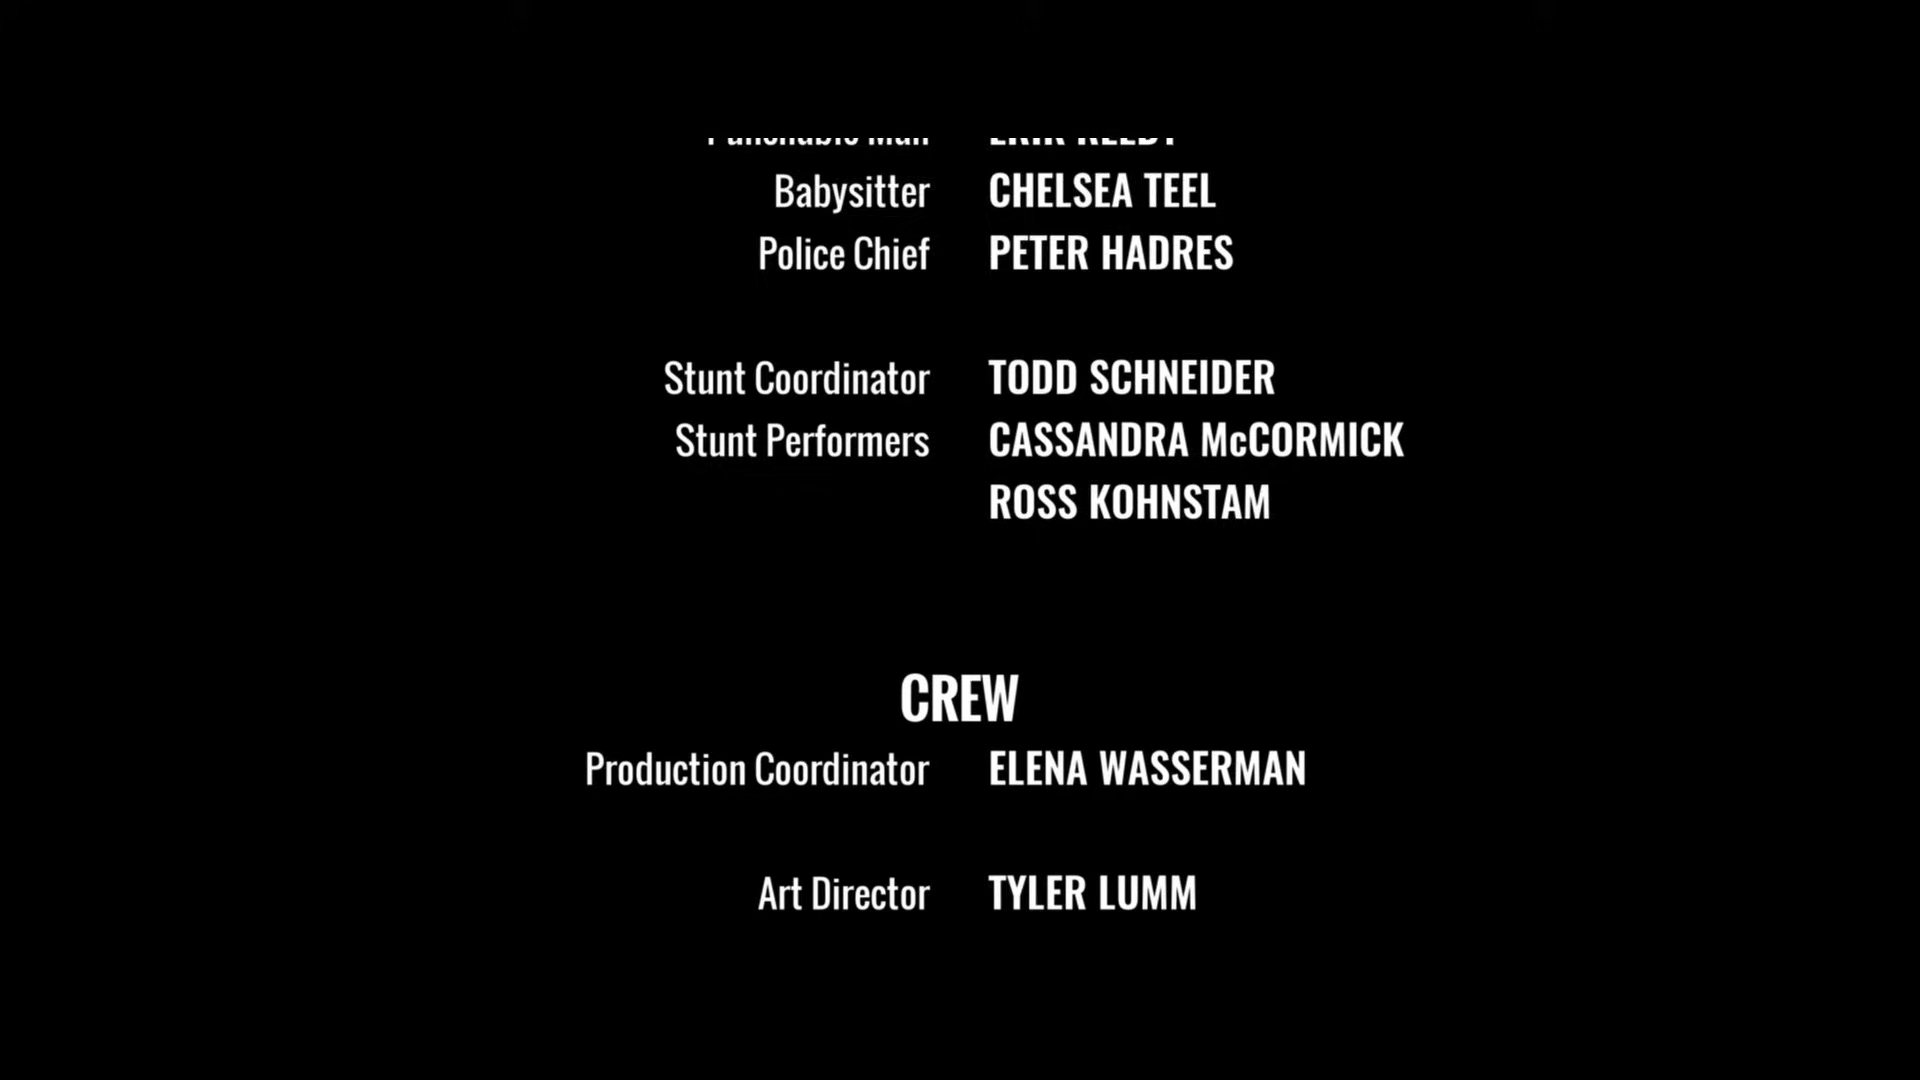 Babysitter CHELSEA TEEL
Police Chief PETER HADRES
Stunt Coordinator TODD SCHNEIDER
Stunt Performers CASSANDRA McCORMICK
ROSS KOHNSTAM
CREW
Production Coordinator ELENA WASSERMAN
Art Director TYLER LUMM